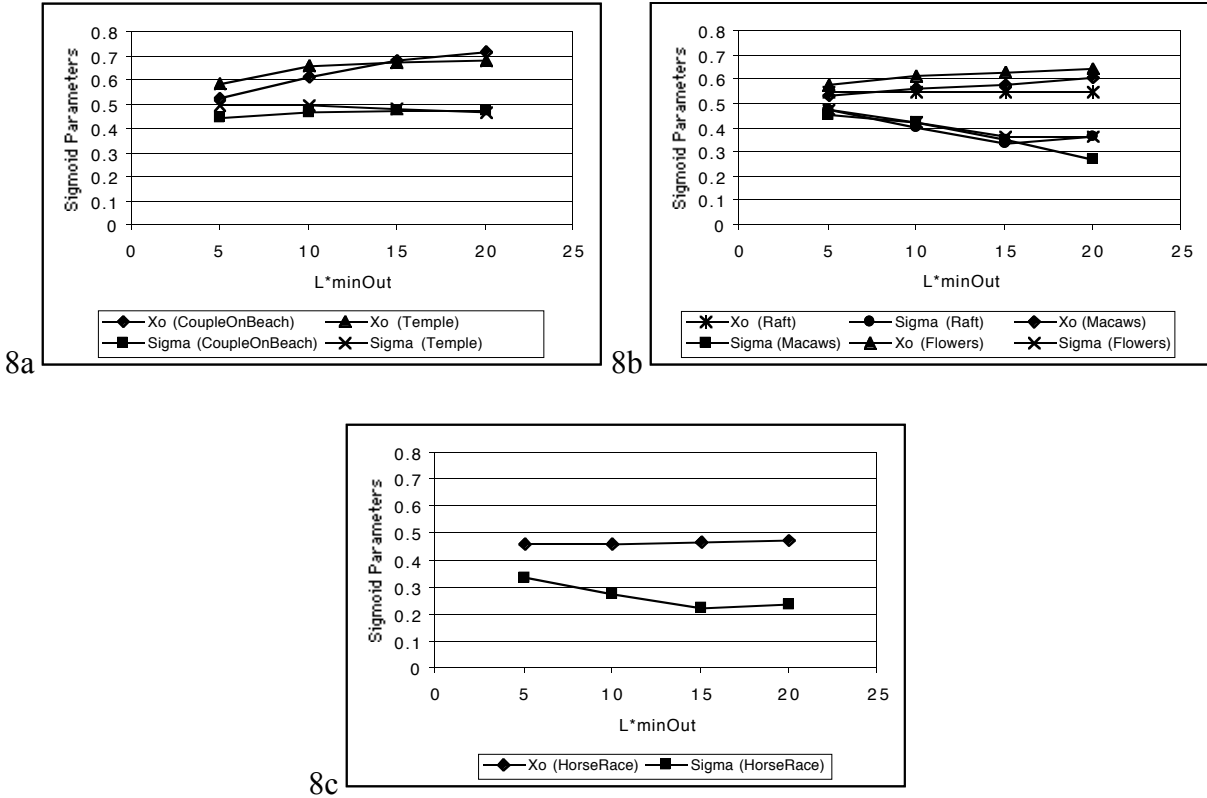 Sigmoid Parameters
0.8
0.7
0.6
0.5
0.4
0.3
0.2
0.1
0
0 5 10 15 20 25
L*minOut
Xo (CoupleOnBeach) Xo (Temple)
Sigma (CoupleOnBeach) Sigma (Temple)
8a
Sigmoid Parameters
0.8
0.7
0.6
0.5
0.4
0.3
0.2
0.1
0
0 5 10 15 20 25
L*minOut
Xo (Raft) Sigma (Raft) Xo (Macaws)
Sigma (Macaws) Xo (Flowers) Sigma (Flowers)
8b
Sigmoid Parameters
0.8
0.7
0.6
0.5
0.4
0.3
0.2
0.1
0
0 5 10 15 20 25
L*minOut
Xo (HorseRace) Sigma (HorseRace)
8c